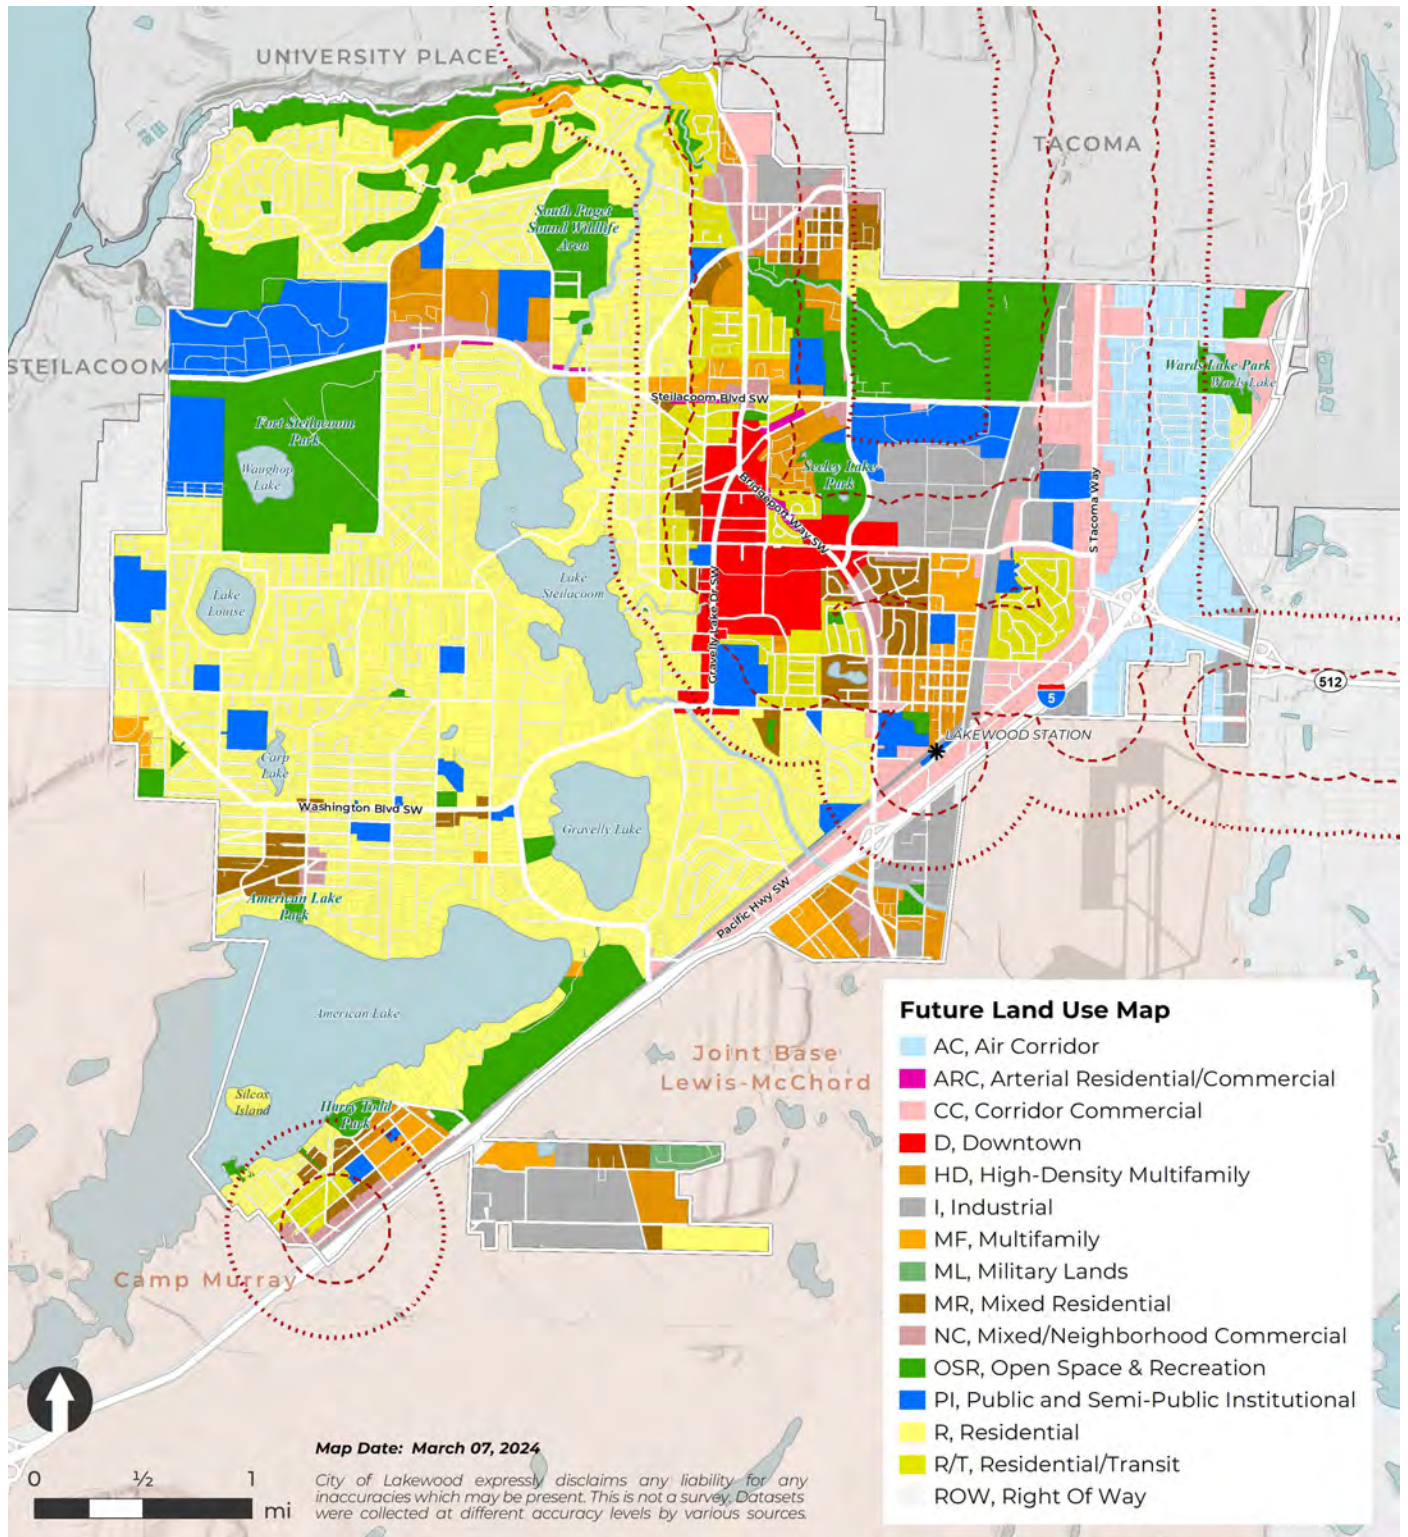 UNIVERSITY PLACE
TACOMA
South Puget
Sound Wildlife
Area
STEILACOOM
Wards Lake Park
Wards Lake
Steilacoom Blvd SW
Fort Steilacoom
Park
Waughop
Lake
Seeley Lake
Park
Bridgeport Way SW
S Tacoma Way
Lake
Louise
Lake
Steilacoom
Gravelly Lake Dr SW
512
5
LAKEWOOD STATION
Carp
Lake
Washington Blvd SW
Gravelly Lake
American Lake
Park
Pacific Hwy SW
American Lake
Joint Base
Lewis-McChord
Silcox
Island
Harry Todd
Park
Camp Murray
Future Land Use Map
AC, Air Corridor
ARC, Arterial Residential/Commercial
CC, Corridor Commercial
D, Downtown
HD, High-Density Multifamily
I, Industrial
MF, Multifamily
ML, Military Lands
MR, Mixed Residential
NC, Mixed/Neighborhood Commercial
OSR, Open Space & Recreation
PI, Public and Semi-Public Institutional
R, Residential
R/T, Residential/Transit
ROW, Right Of Way
0 ½ 1
mi
Map Date: March 07, 2024
City of Lakewood expressly disclaims any liability for any
inaccuracies which may be present. This is not a survey. Datasets
were collected at different accuracy levels by various sources.